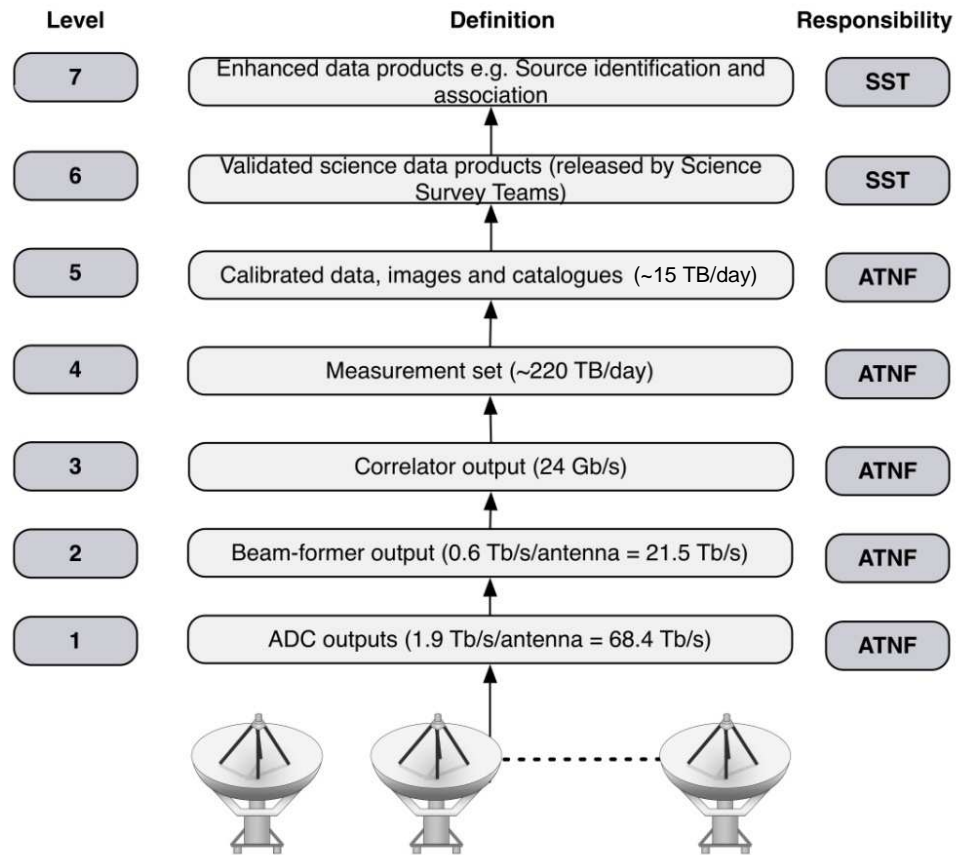 Level Definition Responsibility
7 Enhanced data products e.g. Source identification and SST
association
6 Validated science data products (released by Science SST
Survey Teams)
5 Calibrated data, images and catalogues (~15 TB/day) ATNF
4 Measurement set (~220 TB/day) ATNF
3 Correlator output (24 Gb/s) ATNF
2 Beam-former output (0.6 Tb/s/antenna = 21.5 Tb/s) ATNF
1 ADC outputs (1.9 Tb/s/antenna = 68.4 Tb/s) ATNF